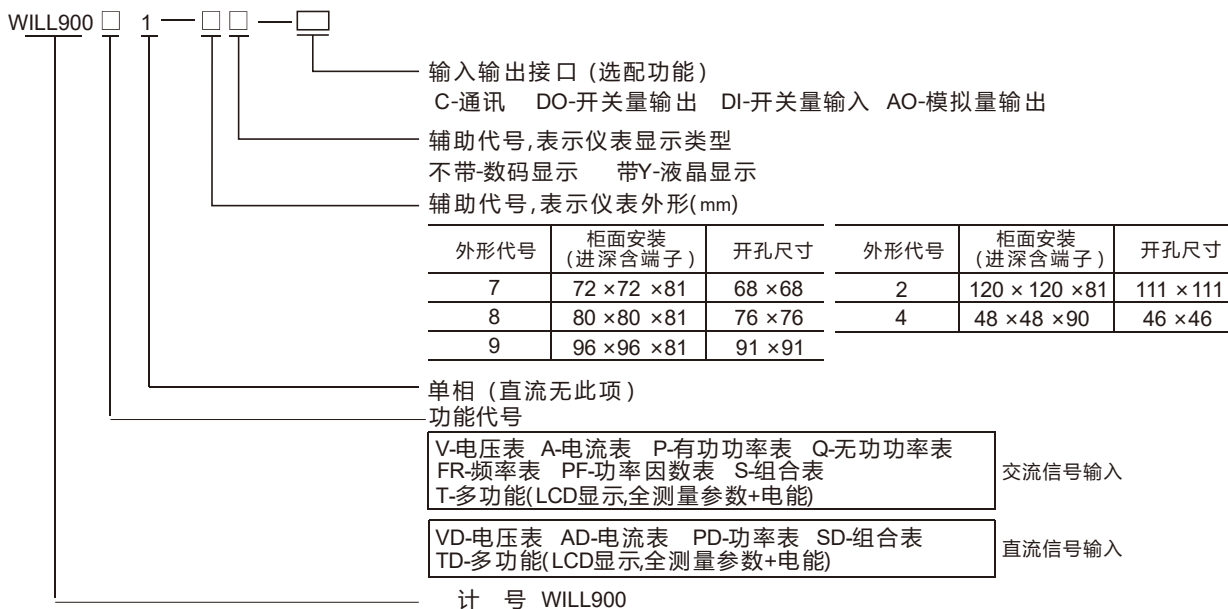 WILL900 □ 1 — □ □ — □
输入输出接口 (选配功能)
C-通讯 DO-开关量输出 DI-开关量输入 AO-模拟量输出
辅助代号,表示仪表显示类型
不带-数码显示 带Y-液晶显示
辅助代号,表示仪表外形(mm)
外形代号 柜面安装(进深含端子) 开孔尺寸 外形代号 柜面安装(进深含端子) 开孔尺寸
7 72×72×81 68×68 2 120×120×81 111×111
8 80×80×81 76×76 4 48×48×90 46×46
9 96×96×81 91×91
单相 (直流无此项)
功能代号
V-电压表 A-电流表 P-有功功率表 Q-无功功率表
FR-频率表 PF-功率因数表 S-组合表
T-多功能(LCD显示,全测量参数+电能)
交流信号输入
VD-电压表 AD-电流表 PD-功率表 SD-组合表
TD-多功能(LCD显示,全测量参数+电能)
直流信号输入
计 号 WILL900